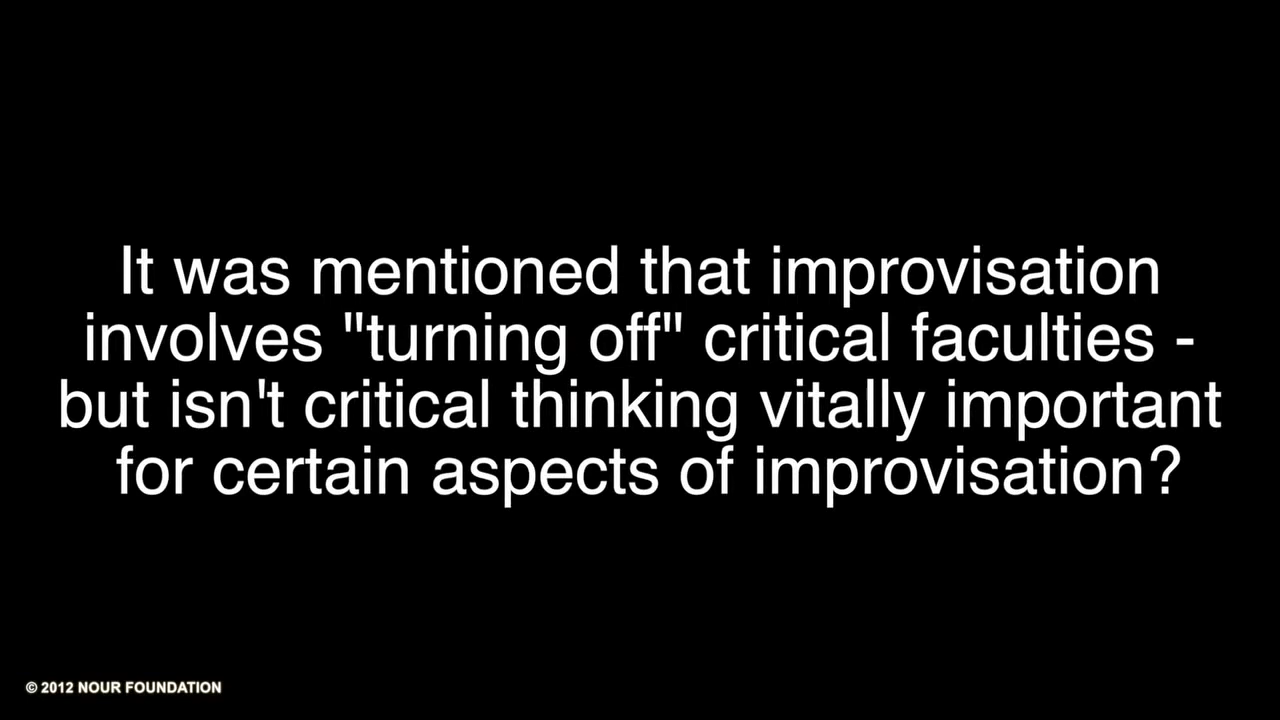 It was mentioned that improvisation
involves "turning off" critical faculties -
but isn't critical thinking vitally important
for certain aspects of improvisation?
© 2012 NOUR FOUNDATION